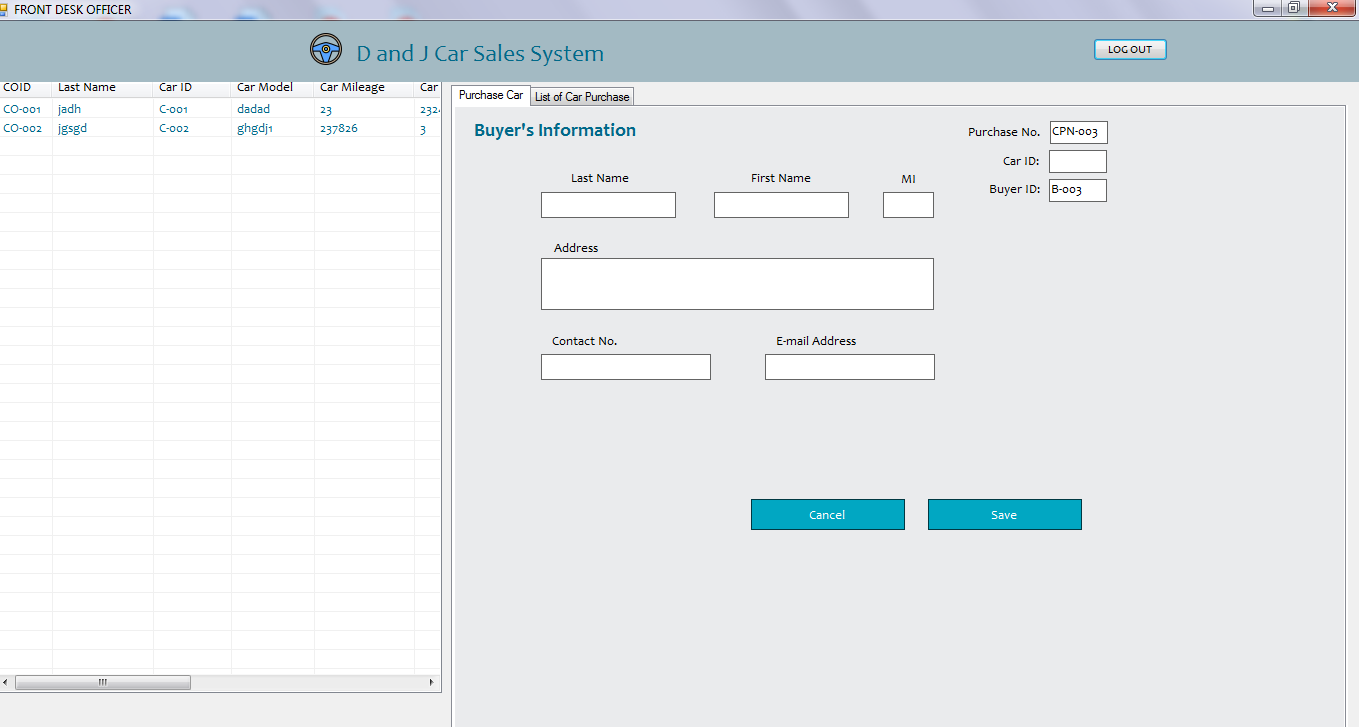 FRONT DESK OFFICER
D and J Car Sales System
LOG OUT
COID Last Name Car ID Car Model Car Mileage Car
CO-001 jadh C-001 dadad 23
CO-002 jgsgd C-002 ghgdj1 237826 3
Purchase Car List of Car Purchase
Buyer's Information
Purchase No. CPN-003
Car ID:
Buyer ID: B-003
Last Name First Name MI
Address
Contact No. E-mail Address
Cancel Save